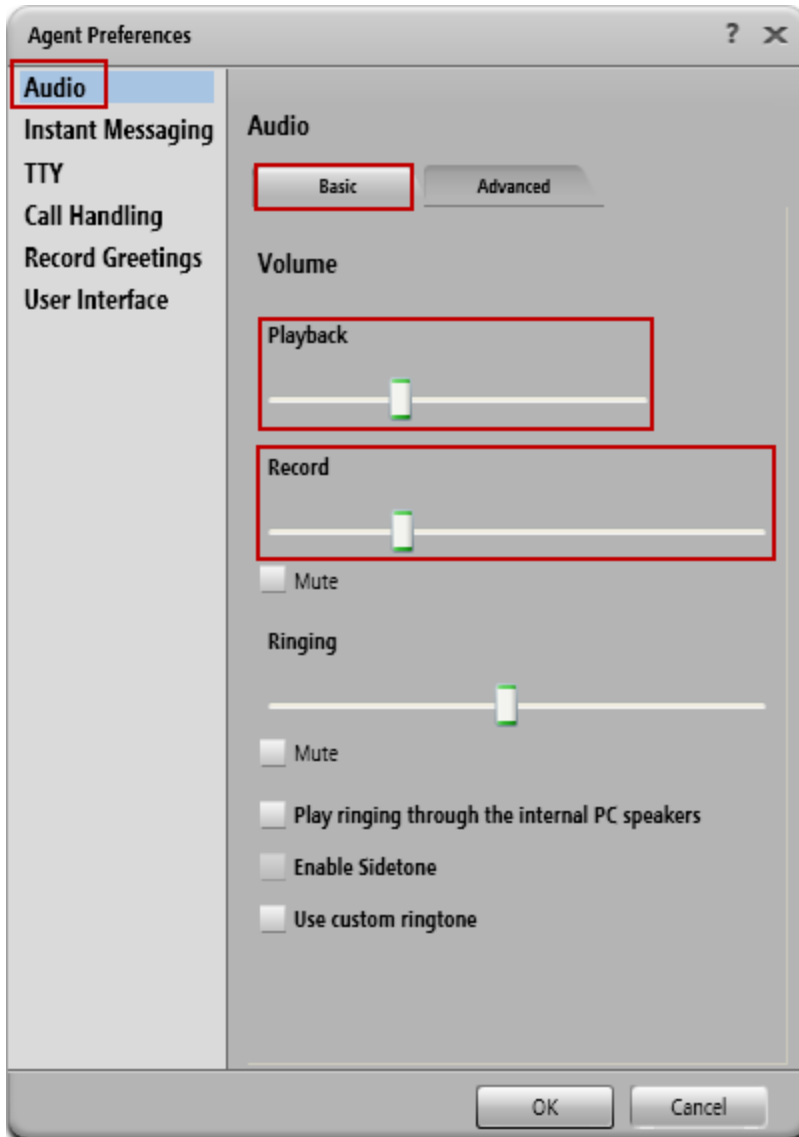 Agent Preferences ? ✕
Audio
Instant Messaging
TTY
Call Handling
Record Greetings
User Interface
Audio
Basic Advanced
Volume
Playback
Record
Mute
Ringing
Mute
Play ringing through the internal PC speakers
Enable Sidetone
Use custom ringtone
OK Cancel